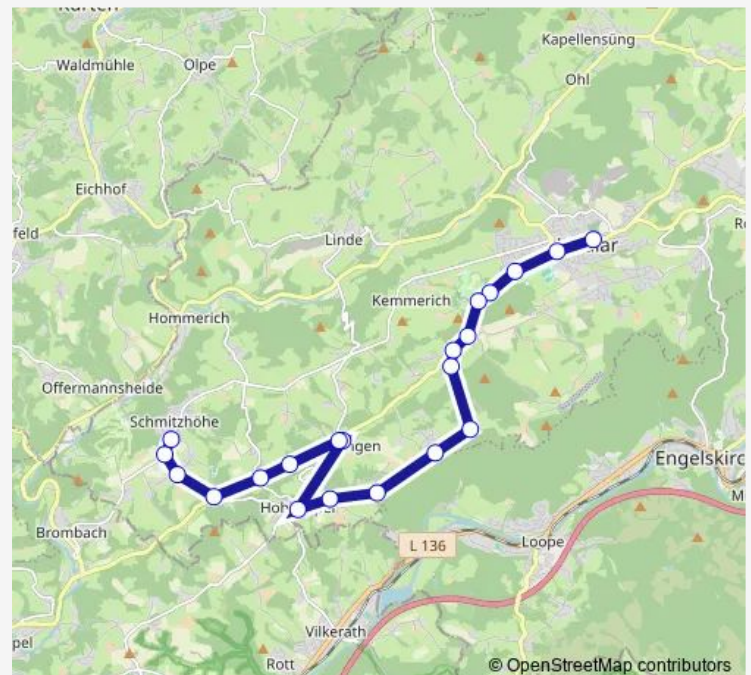 Waldmühle
Olpe
Kapellensüng
Ohl
Eichhof
feld
Linde
Kemmerich
Hommerich
Offermannsheide
Schmitzhöhe
Engelskirc
Brombach
L 136
Loope
pel
Vilkerath
Rott
© OpenStreetMap contributors